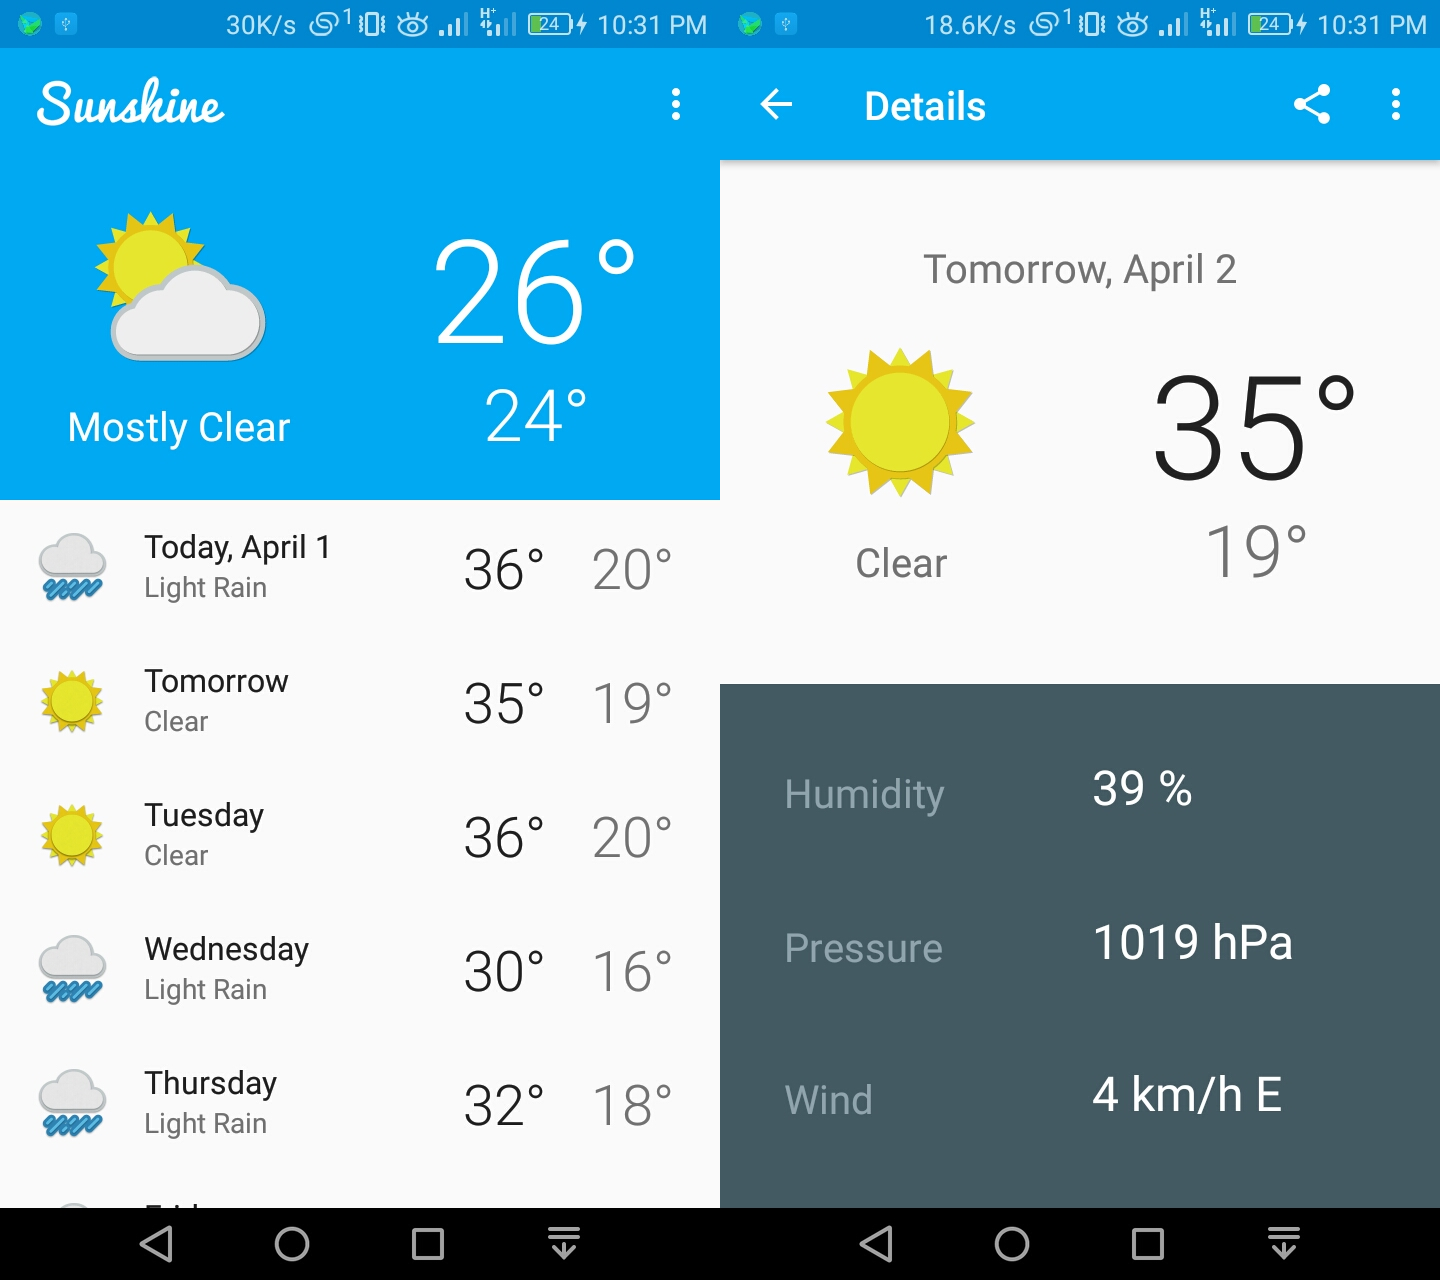 30K/s 1 H+ 24 10:31 PM
Sunshine
26°
24°
Mostly Clear
Today, April 1
Light Rain
36° 20°
Tomorrow
Clear
35° 19°
Tuesday
Clear
36° 20°
Wednesday
Light Rain
30° 16°
Thursday
Light Rain
32° 18°
18.6K/s 1 H+ 24 10:31 PM
Details
Tomorrow, April 2
35°
19°
Clear
Humidity 39 %
Pressure 1019 hPa
Wind 4 km/h E